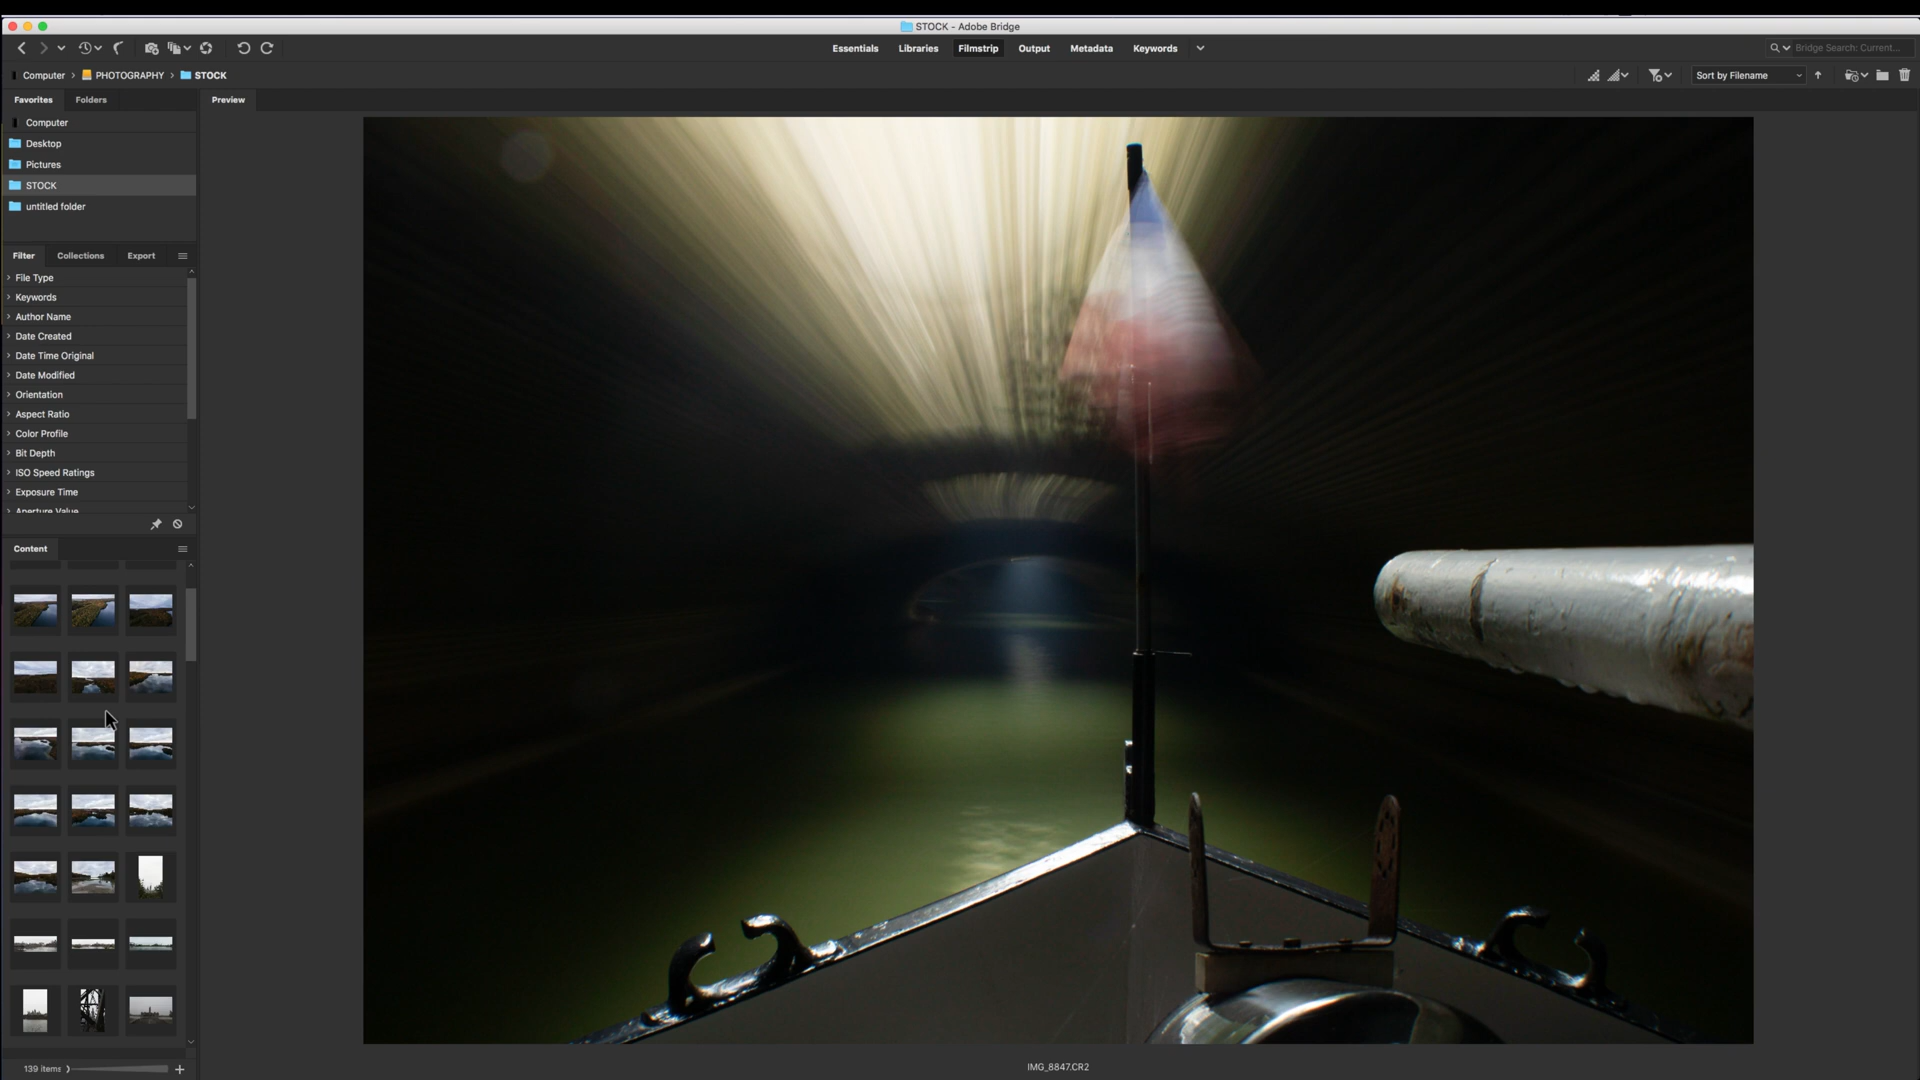 STOCK - Adobe Bridge
Essentials Libraries Filmstrip Output Metadata Keywords
Bridge Search: Current...
Computer > PHOTOGRAPHY > STOCK
Sort by Filename
Favorites Folders
Computer
Desktop
Pictures
STOCK
untitled folder
Preview
Filter Collections Export
File Type
Keywords
Author Name
Date Created
Date Time Original
Date Modified
Orientation
Aspect Ratio
Color Profile
Bit Depth
ISO Speed Ratings
Exposure Time
Aperture Value
Content
139 items
IMG_8847.CR2